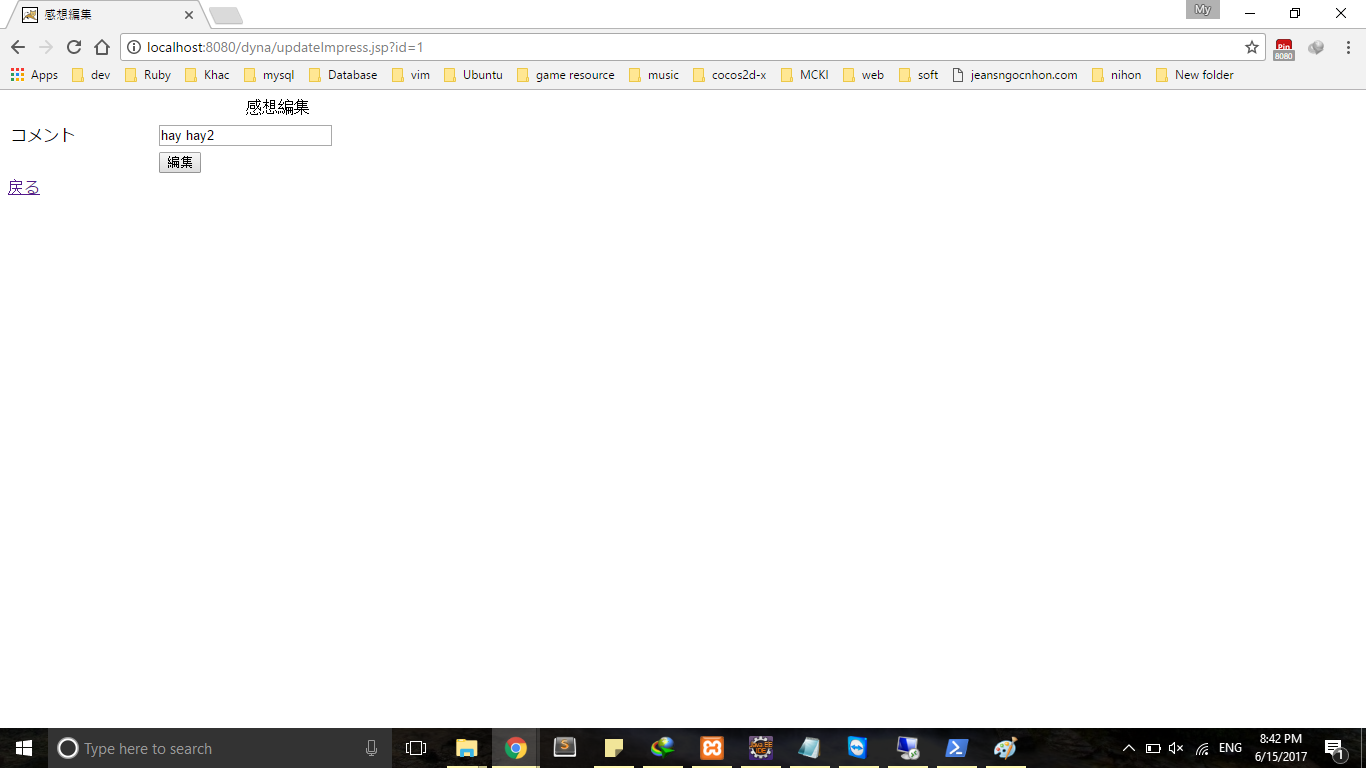 感想編集
My
localhost:8080/dyna/updateImpress.jsp?id=1
Pin
8080
Apps dev Ruby Khac mysql Database vim Ubuntu game resource music cocos2d-x MCKI web soft jeansngocnhon.com nihon New folder
感想編集
コメント hay hay2
編集
戻る
Type here to search
S
Java EE
IDE
ENG
8:42 PM
6/15/2017
1